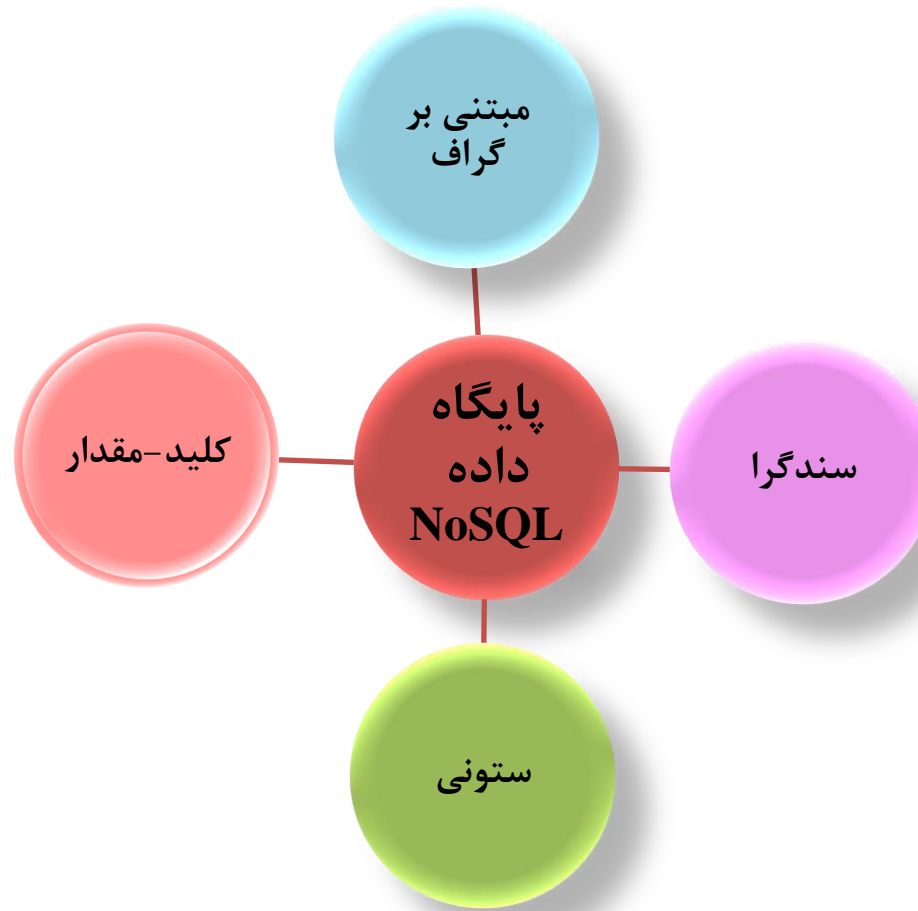 مبتنی بر
گراف
پایگاه
داده
NoSQL
سندگرا
کلید-مقدار
ستونی